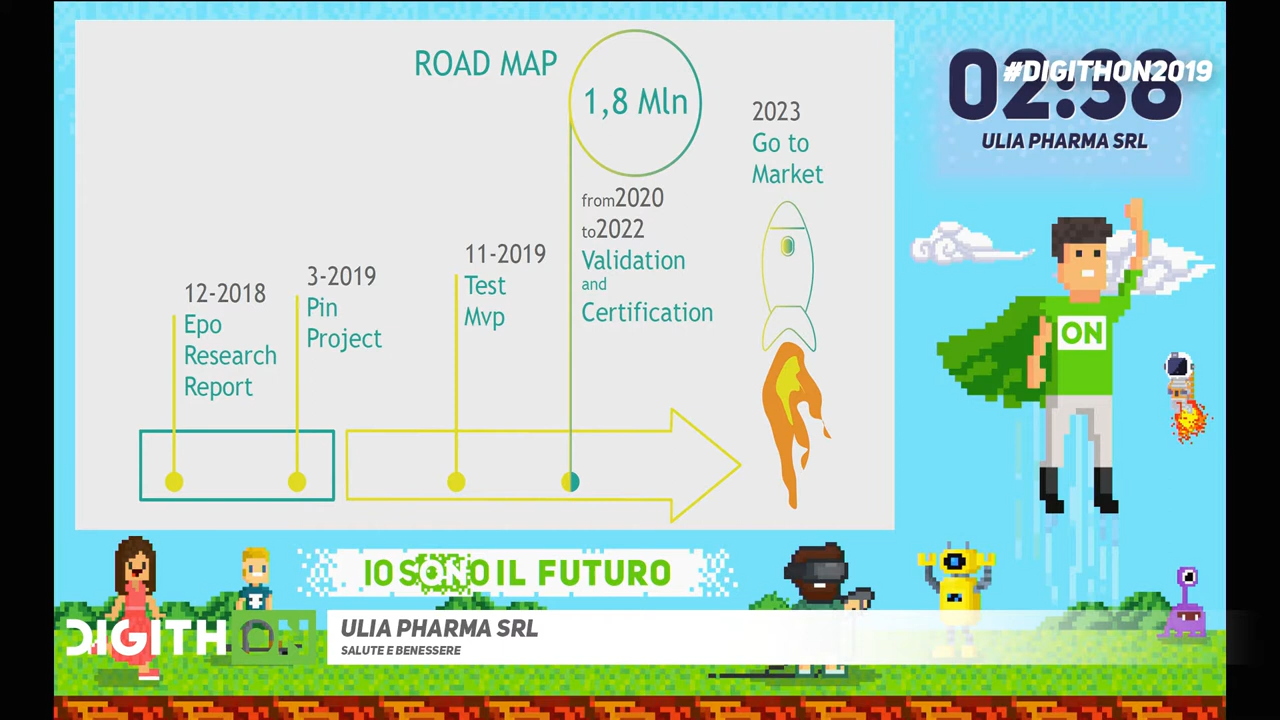 ROAD MAP
1,8 Mln
2023
Go to
Market
from2020
to2022
Validation
and
Certification
11-2019
Test
Mvp
3-2019
Pin
Project
12-2018
Epo
Research
Report
02:38
#DIGITHON2019
ULIA PHARMA SRL
ON
IO SONO IL FUTURO
DIGITHON
ULIA PHARMA SRL
SALUTE E BENESSERE